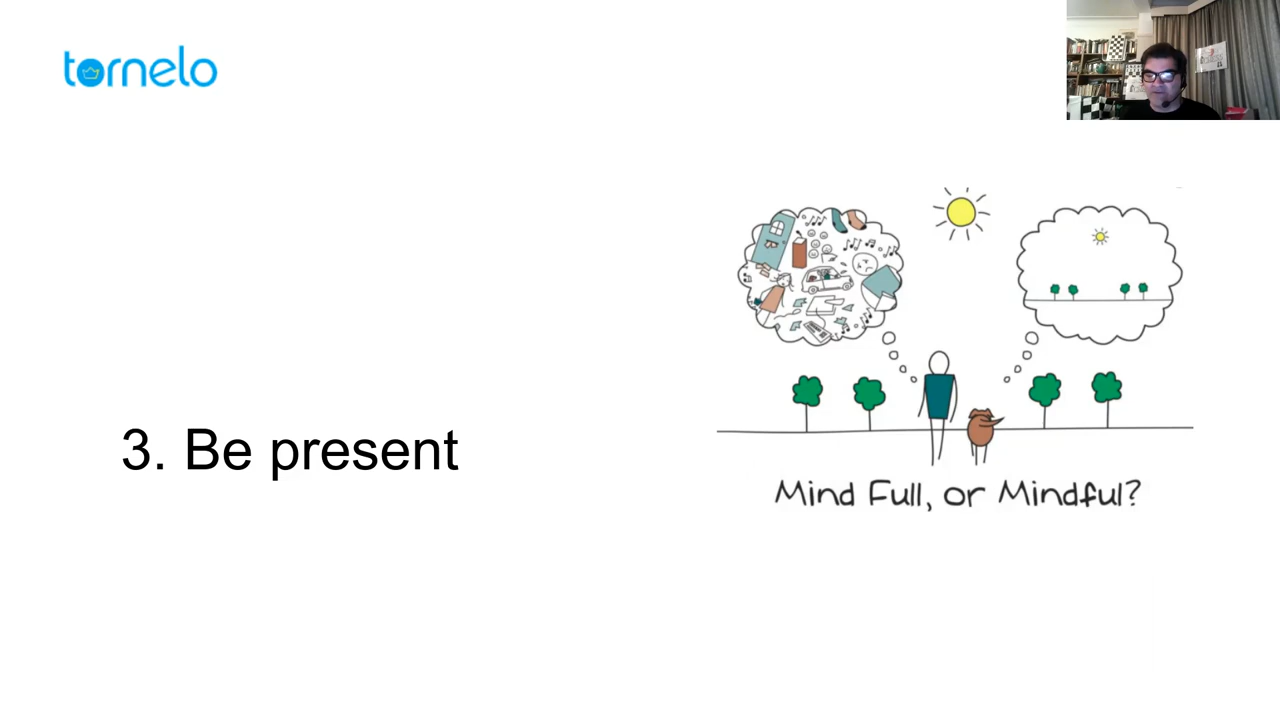 tornelo
3. Be present
Mind Full, or Mindful?